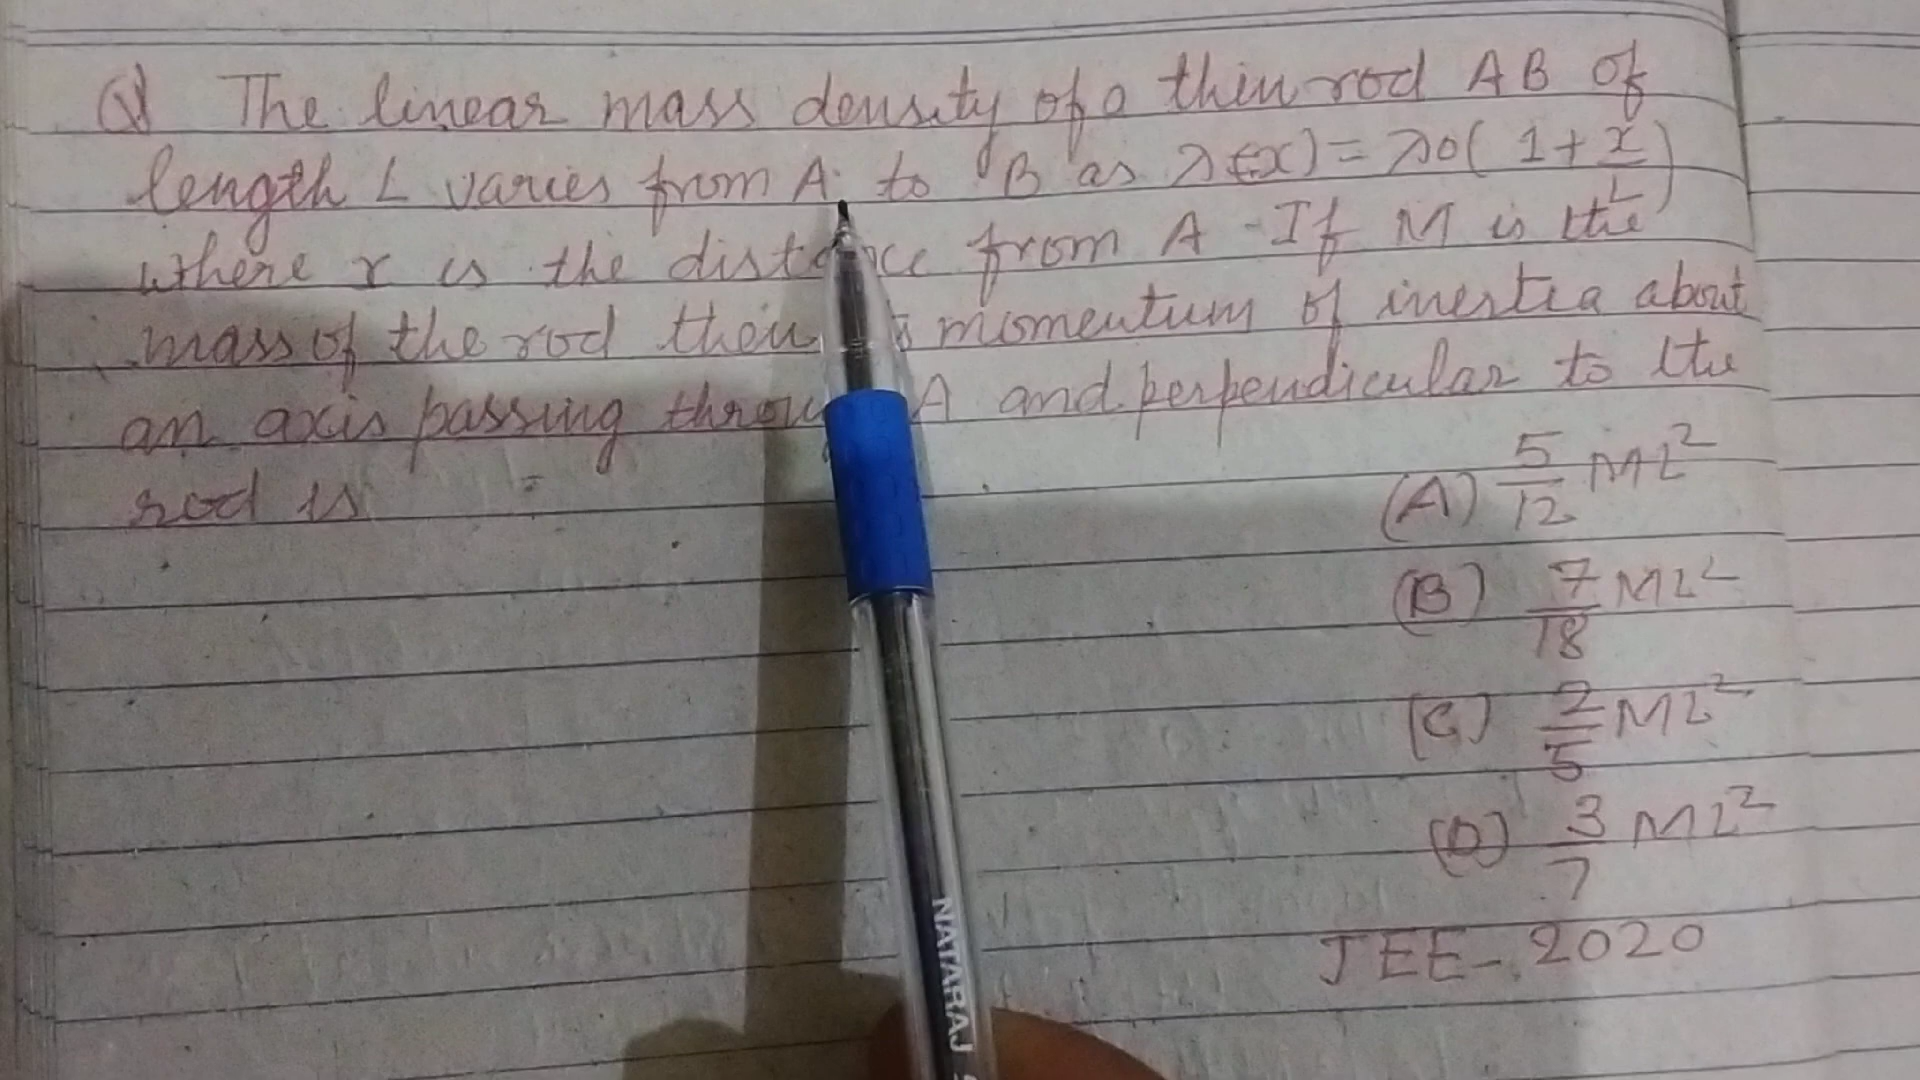 Q The linear mass density of a thin rod AB of
length L varies from A to B as λ(x) = λ0(1+x/L)
where x is the distance from A. If M is the
mass of the rod then momentum of inertia about
an axis passing A and perpendicular to the
rod is
(A) 5/12 ML²
(B) 7/18 ML²
(C) 2/5 ML²
(D) 3/7 ML²
JEE-2020
NATARAJ